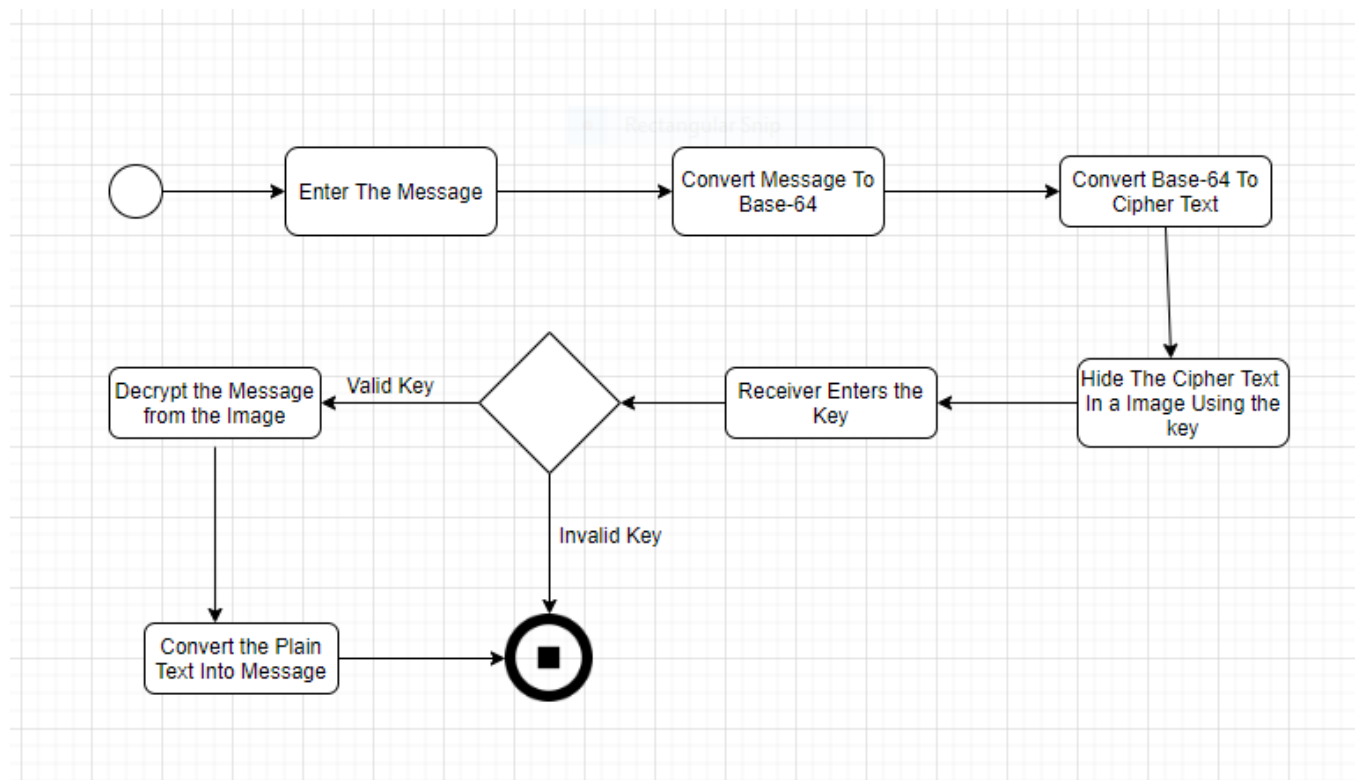 Rectangular Snip
Enter The Message
Convert Message To
Base-64
Convert Base-64 To
Cipher Text
Hide The Cipher Text
In a Image Using the
key
Receiver Enters the
Key
Valid Key
Decrypt the Message
from the Image
Invalid Key
Convert the Plain
Text Into Message